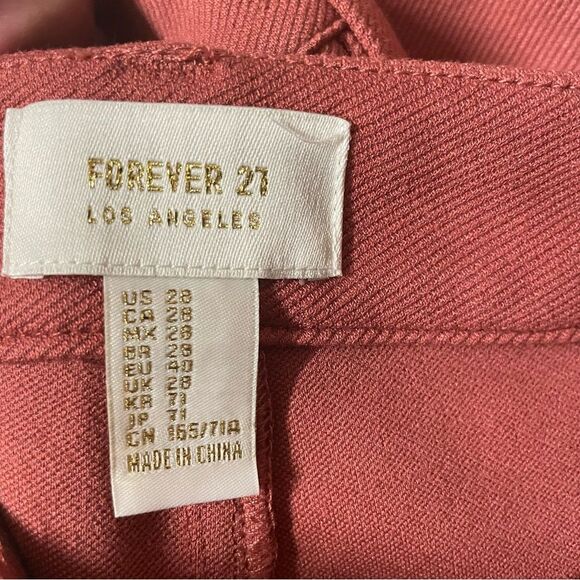 FOREVER 21
LOS ANGELES
US 28
CA 28
MX 28
BR 28
EU 40
UK 28
KR 71
JP 71
CN 165/71A
MADE IN CHINA